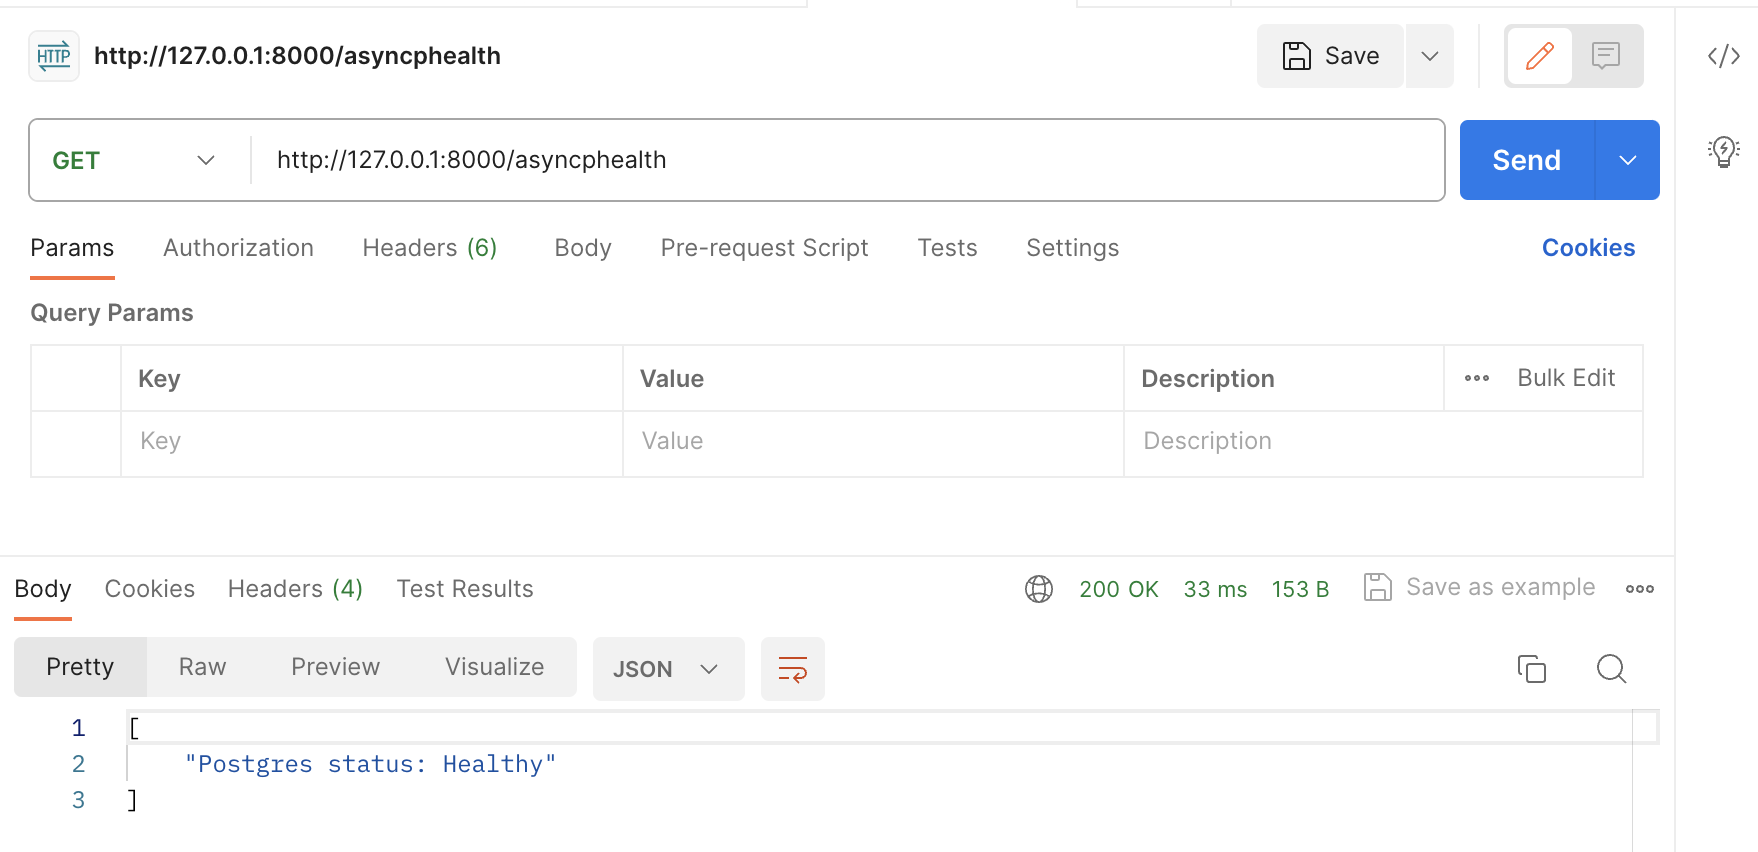 HTTP http://127.0.0.1:8000/asyncphealth Save
GET http://127.0.0.1:8000/asyncphealth Send
Params Authorization Headers (6) Body Pre-request Script Tests Settings Cookies
Query Params
Key Value Description Bulk Edit
Key Value Description
Body Cookies Headers (4) Test Results 200 OK 33 ms 153 B Save as example
Pretty Raw Preview Visualize JSON
1 [
2 "Postgres status: Healthy"
3 ]